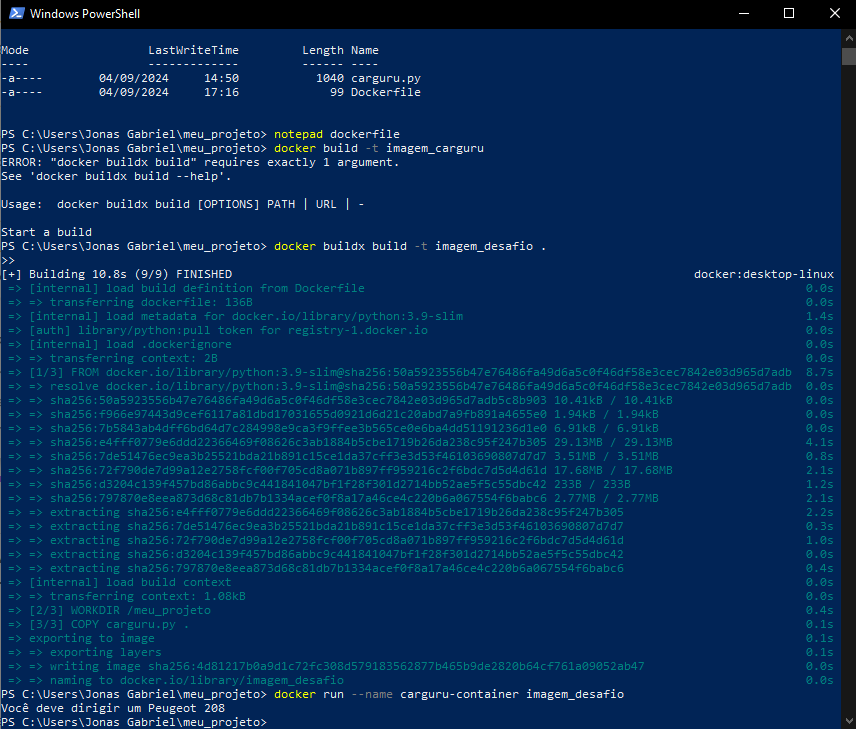 Windows PowerShell
Mode LastWriteTime Length Name
---- ------------- ------ ----
-a---- 04/09/2024 14:50 1040 carguru.py
-a---- 04/09/2024 17:16 99 Dockerfile
PS C:\Users\Jonas Gabriel\meu_projeto> notepad dockerfile
PS C:\Users\Jonas Gabriel\meu_projeto> docker build -t imagem_carguru
ERROR: "docker buildx build" requires exactly 1 argument.
See 'docker buildx build --help'.
Usage:  docker buildx build [OPTIONS] PATH | URL | -
Start a build
PS C:\Users\Jonas Gabriel\meu_projeto> docker buildx build -t imagem_desafio .
>>
[+] Building 10.8s (9/9) FINISHED docker:desktop-linux
=> [internal] load build definition from Dockerfile 0.0s
=> => transferring dockerfile: 136B 0.0s
=> [internal] load metadata for docker.io/library/python:3.9-slim 1.4s
=> [auth] library/python:pull token for registry-1.docker.io 0.0s
=> [internal] load .dockerignore 0.0s
=> => transferring context: 2B 0.0s
=> [1/3] FROM docker.io/library/python:3.9-slim@sha256:50a5923556b47e76486fa49d6a5c0f46df58e3cec7842e03d965d7adb 8.7s
=> => resolve docker.io/library/python:3.9-slim@sha256:50a5923556b47e76486fa49d6a5c0f46df58e3cec7842e03d965d7adb 0.0s
=> => sha256:50a5923556b47e76486fa49d6a5c0f46df58e3cec7842e03d965d7adb5c8b903 10.41kB / 10.41kB 0.0s
=> => sha256:f966e97443d9cef6117a81dbd17031655d0921d6d21c20abd7a9fb891a4655e0 1.94kB / 1.94kB 0.0s
=> => sha256:7b5843ab4dff6bd64d7c284998e9ca3f9ffee3b565ce0e6ba4dd51191236d1e0 6.91kB / 6.91kB 0.0s
=> => sha256:e4fff0779e6ddd22366469f08626c3ab1884b5cbe1719b26da238c95f247b305 29.13MB / 29.13MB 4.1s
=> => sha256:7de51476ec9ea3b25521bda21b891c15ce1da37cff3e3d53f46103690807d7d7 3.51MB / 3.51MB 0.8s
=> => sha256:72f790de7d99a12e2758fcf00f705cd8a071b897ff959216c2f6bdc7d5d4d61d 17.68MB / 17.68MB 2.1s
=> => sha256:d3204c139f457bd86abbc9c441841047bf1f28f301d2714bb52ae5f5c55dbc42 233B / 233B 1.2s
=> => sha256:797870e8eea873d68c81db7b1334acef0f8a17a46ce4c220b6a067554f6babc6 2.77MB / 2.77MB 2.1s
=> => extracting sha256:e4fff0779e6ddd22366469f08626c3ab1884b5cbe1719b26da238c95f247b305 2.2s
=> => extracting sha256:7de51476ec9ea3b25521bda21b891c15ce1da37cff3e3d53f46103690807d7d7 0.3s
=> => extracting sha256:72f790de7d99a12e2758fcf00f705cd8a071b897ff959216c2f6bdc7d5d4d61d 1.0s
=> => extracting sha256:d3204c139f457bd86abbc9c441841047bf1f28f301d2714bb52ae5f5c55dbc42 0.0s
=> => extracting sha256:797870e8eea873d68c81db7b1334acef0f8a17a46ce4c220b6a067554f6babc6 0.4s
=> [internal] load build context 0.0s
=> => transferring context: 1.08kB 0.0s
=> [2/3] WORKDIR /meu_projeto 0.4s
=> [3/3] COPY carguru.py . 0.1s
=> exporting to image 0.1s
=> => exporting layers 0.1s
=> => writing image sha256:4d81217b0a9d1c72fc308d579183562877b465b9de2820b64cf761a09052ab47 0.0s
=> => naming to docker.io/library/imagem_desafio 0.0s
PS C:\Users\Jonas Gabriel\meu_projeto> docker run --name carguru-container imagem_desafio
Você deve dirigir um Peugeot 208
PS C:\Users\Jonas Gabriel\meu_projeto>